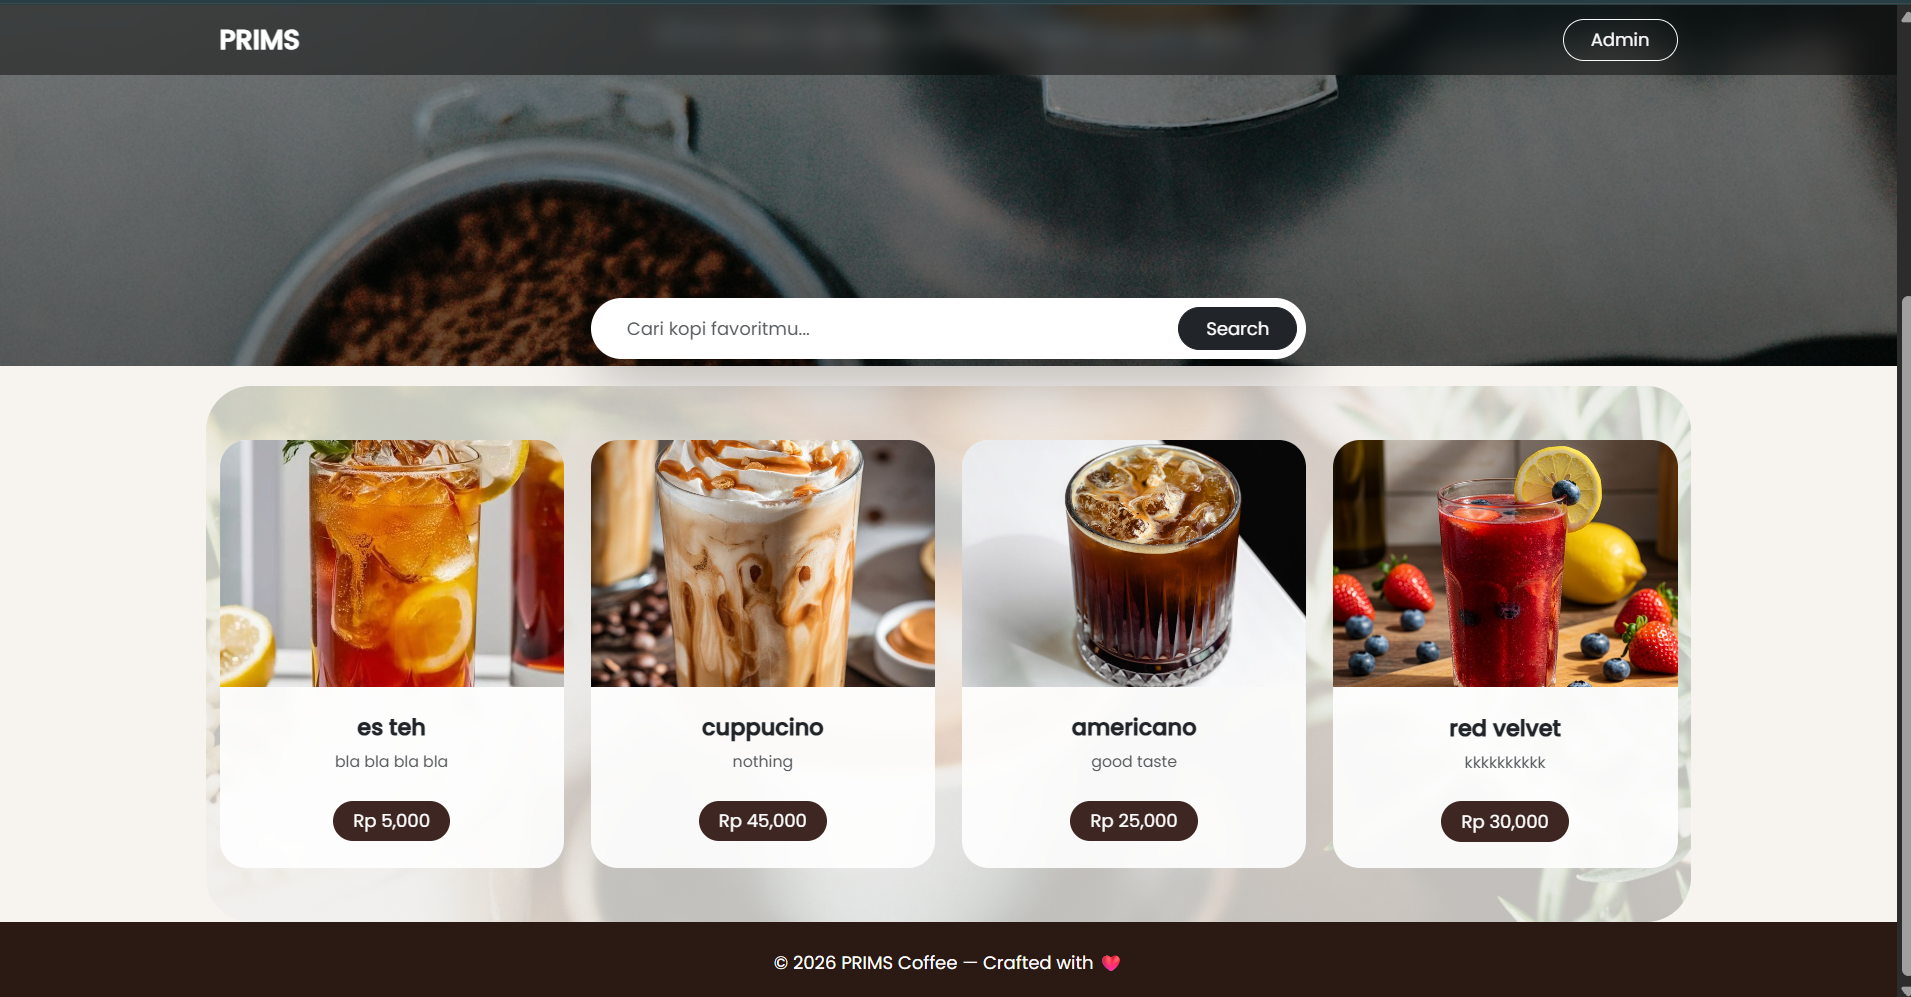 PRIMS
Admin
Cari kopi favoritmu...
Search
es teh
bla bla bla bla
Rp 5,000
cuppucino
nothing
Rp 45,000
americano
good taste
Rp 25,000
red velvet
kkkkkkkkkk
Rp 30,000
© 2026 PRIMS Coffee — Crafted with ❤️